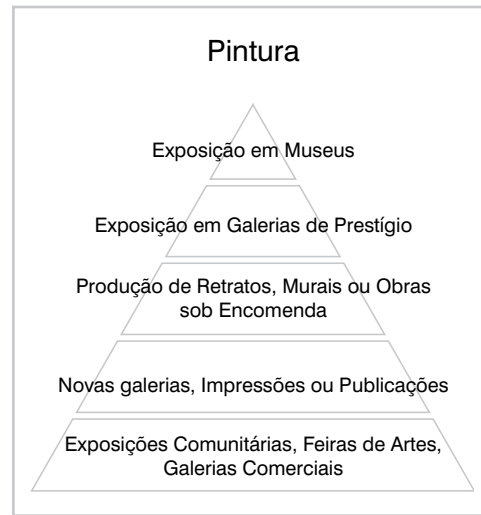 Pintura
Exposição em Museus
Exposição em Galerias de Prestígio
Produção de Retratos, Murais ou Obras
sob Encomenda
Novas galerias, Impressões ou Publicações
Exposições Comunitárias, Feiras de Artes,
Galerias Comerciais